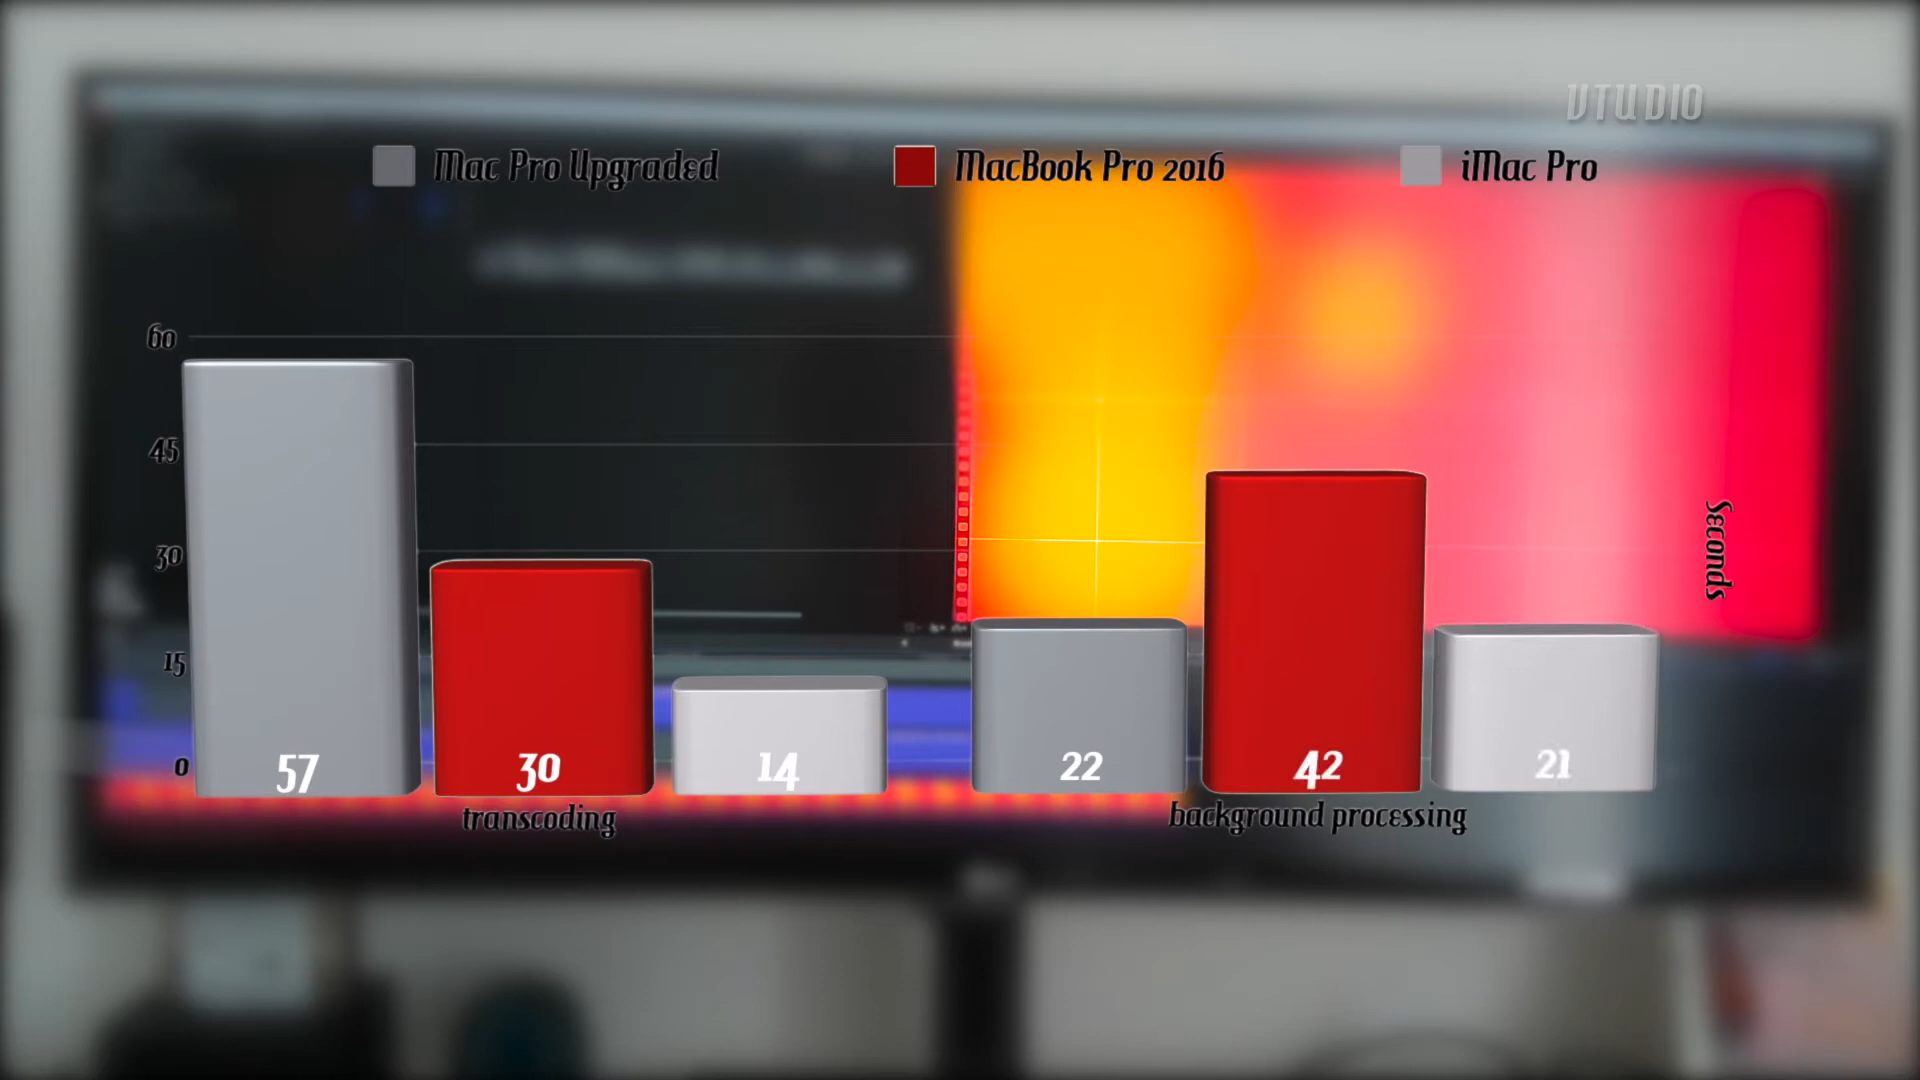 VTUDIO
Mac Pro Upgraded
MacBook Pro 2016
iMac Pro
60
45
30
15
0
57
30
14
22
42
21
transcoding
background processing
Seconds